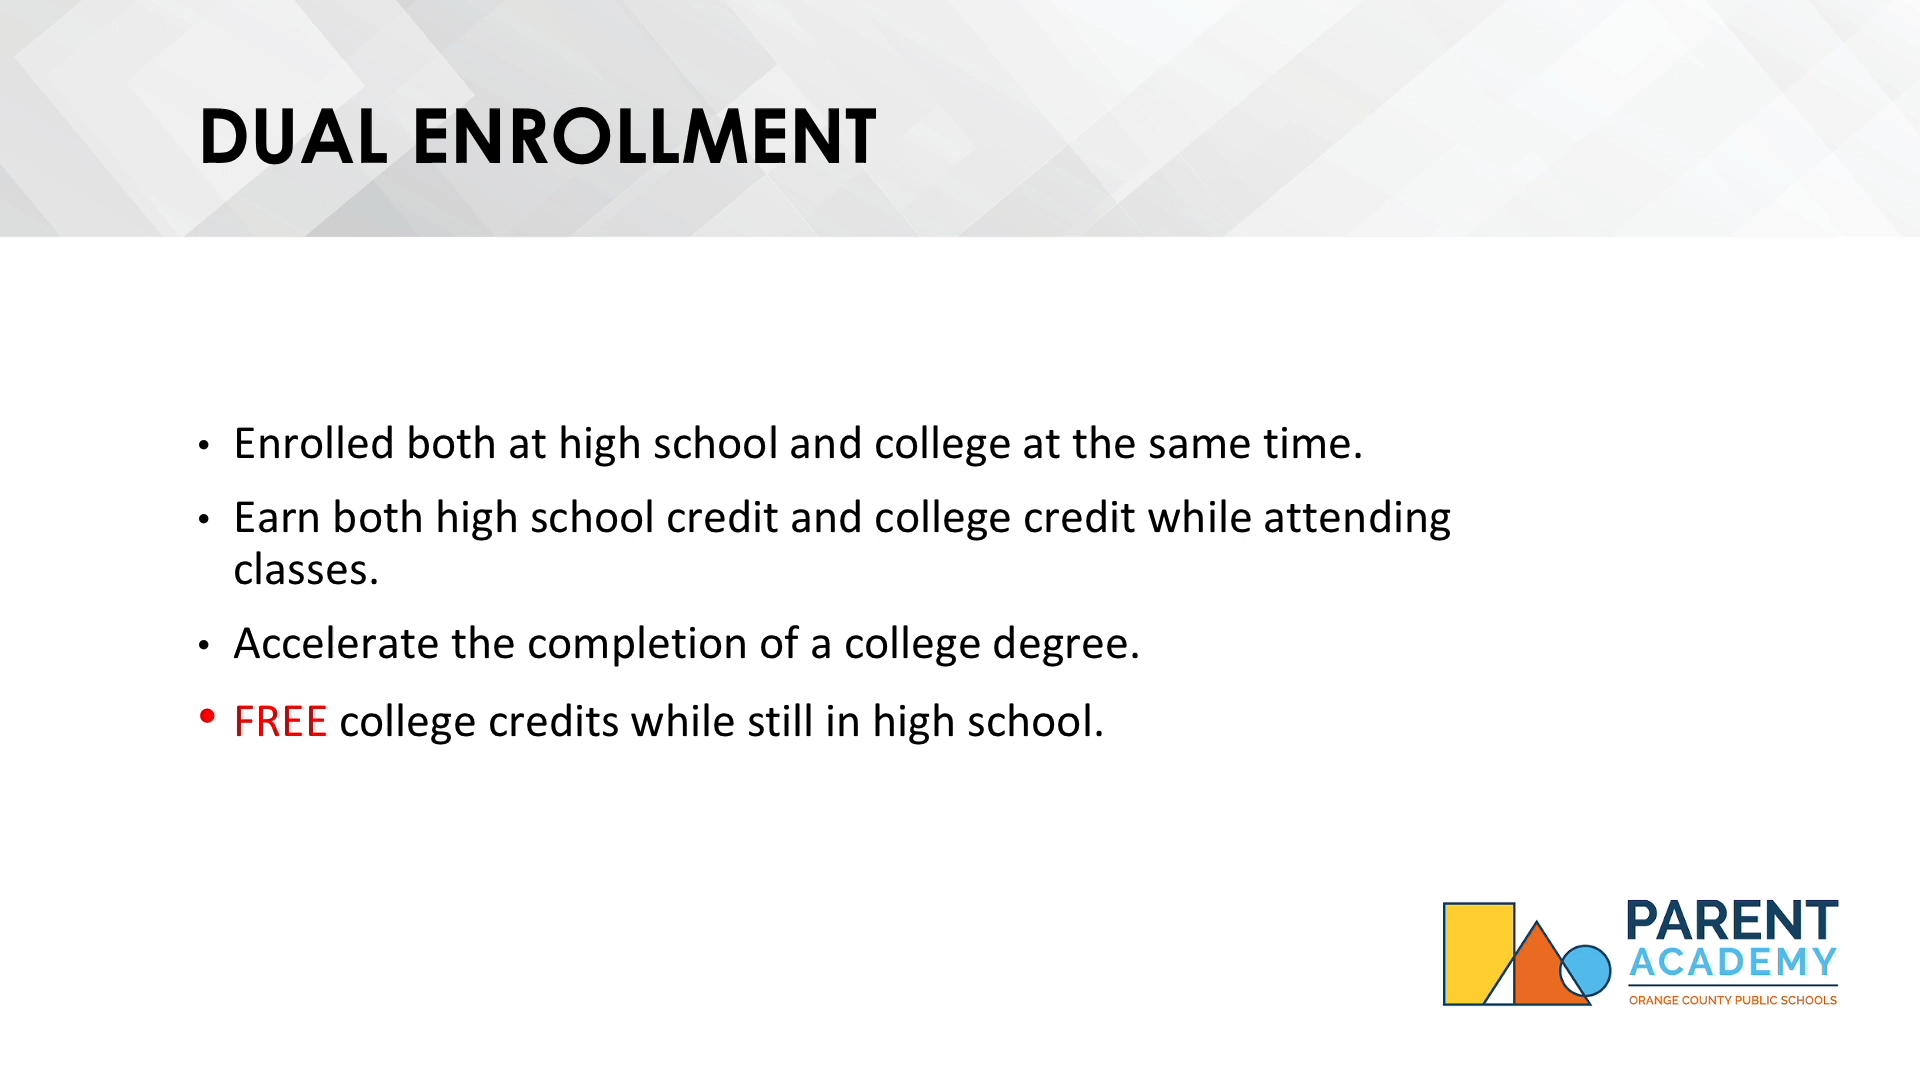 DUAL ENROLLMENT
• Enrolled both at high school and college at the same time.
• Earn both high school credit and college credit while attending
classes.
• Accelerate the completion of a college degree.
• FREE college credits while still in high school.
PARENT
ACADEMY
ORANGE COUNTY PUBLIC SCHOOLS